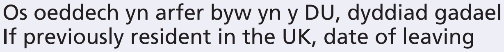 Os oeddech yn arfer byw yn y DU, dyddiad gadael
If previously resident in the UK, date of leaving